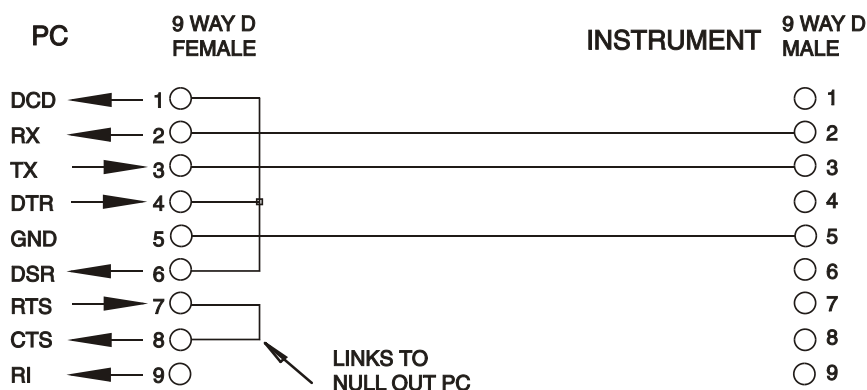 PC
9 WAY D
FEMALE
INSTRUMENT
9 WAY D
MALE
DCD 1 1
RX 2 2
TX 3 3
DTR 4 4
GND 5 5
DSR 6 6
RTS 7 7
CTS 8 8
RI 9 9
LINKS TO
NULL OUT PC